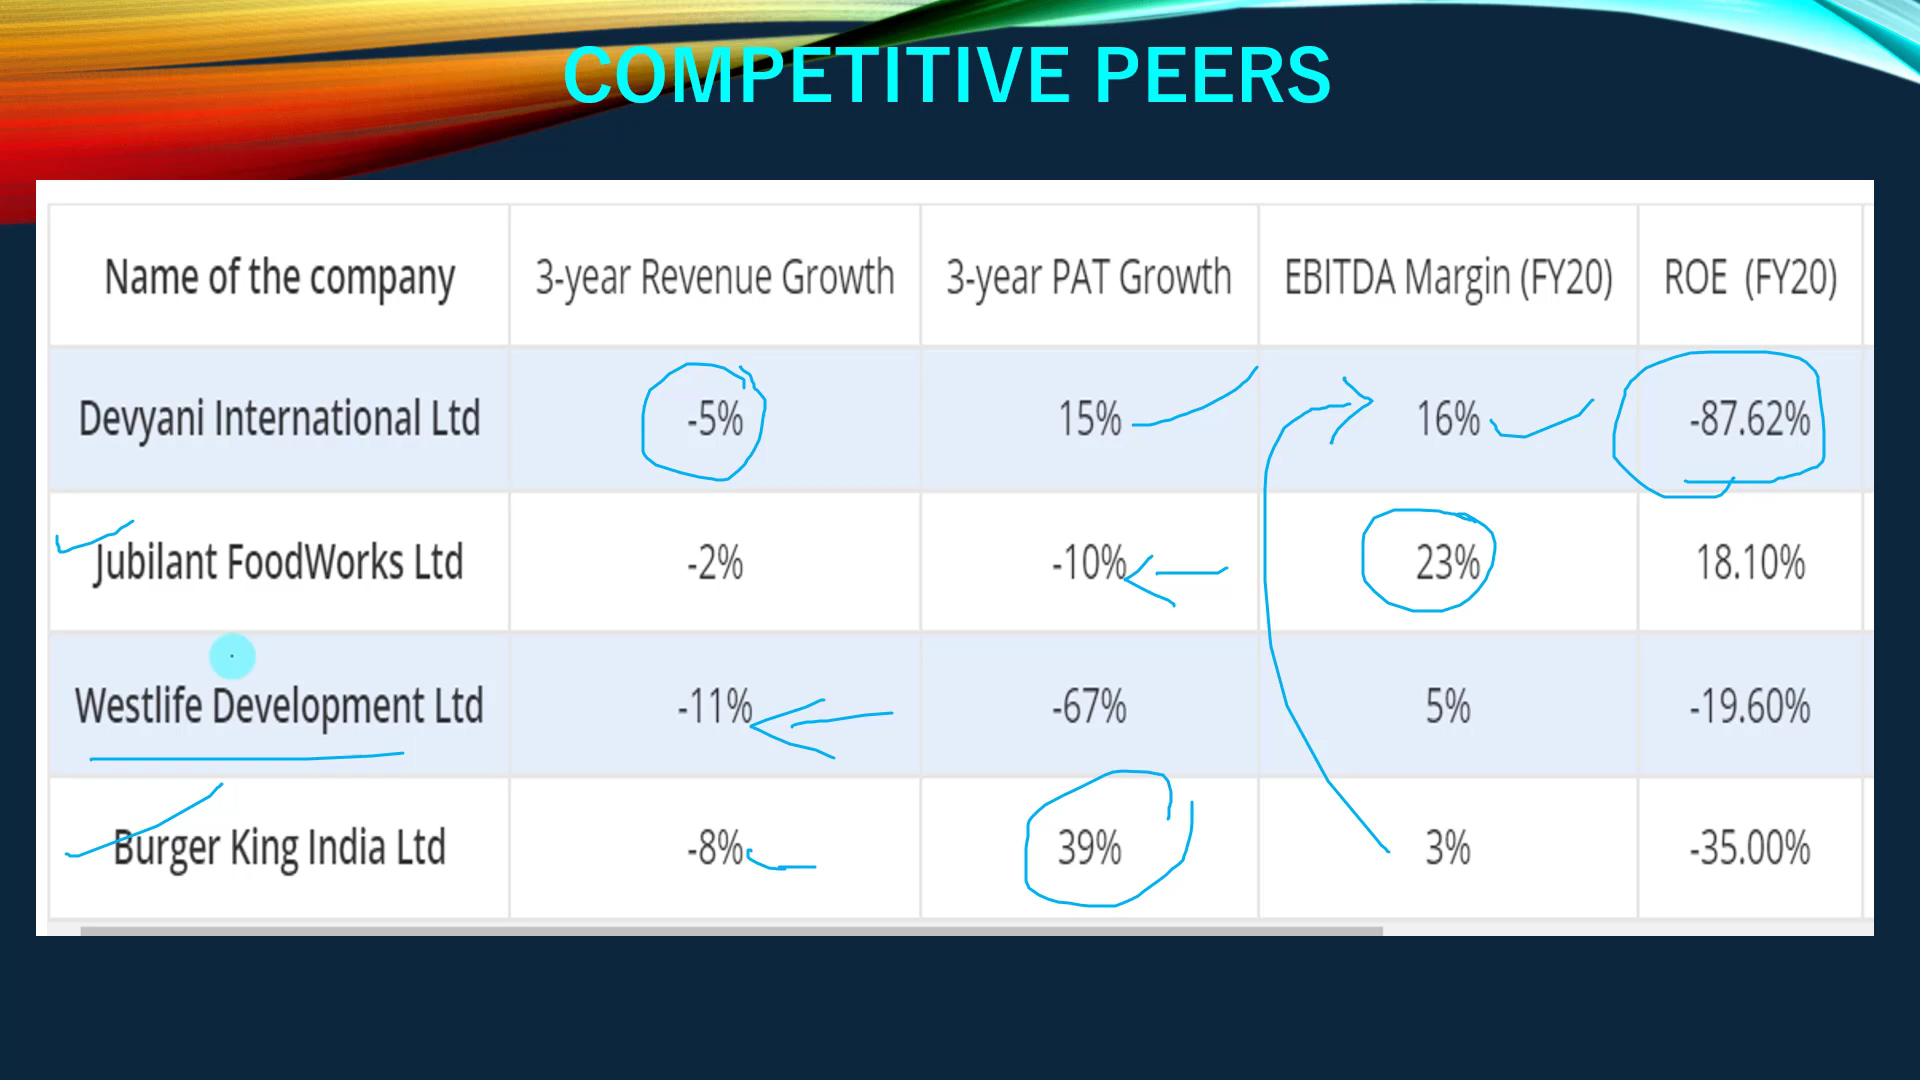 COMPETITIVE PEERS
Name of the company 3-year Revenue Growth 3-year PAT Growth EBITDA Margin (FY20) ROE (FY20)
Devyani International Ltd -5% 15% 16% -87.62%
Jubilant FoodWorks Ltd -2% -10% 23% 18.10%
Westlife Development Ltd -11% -67% 5% -19.60%
Burger King India Ltd -8% 39% 3% -35.00%